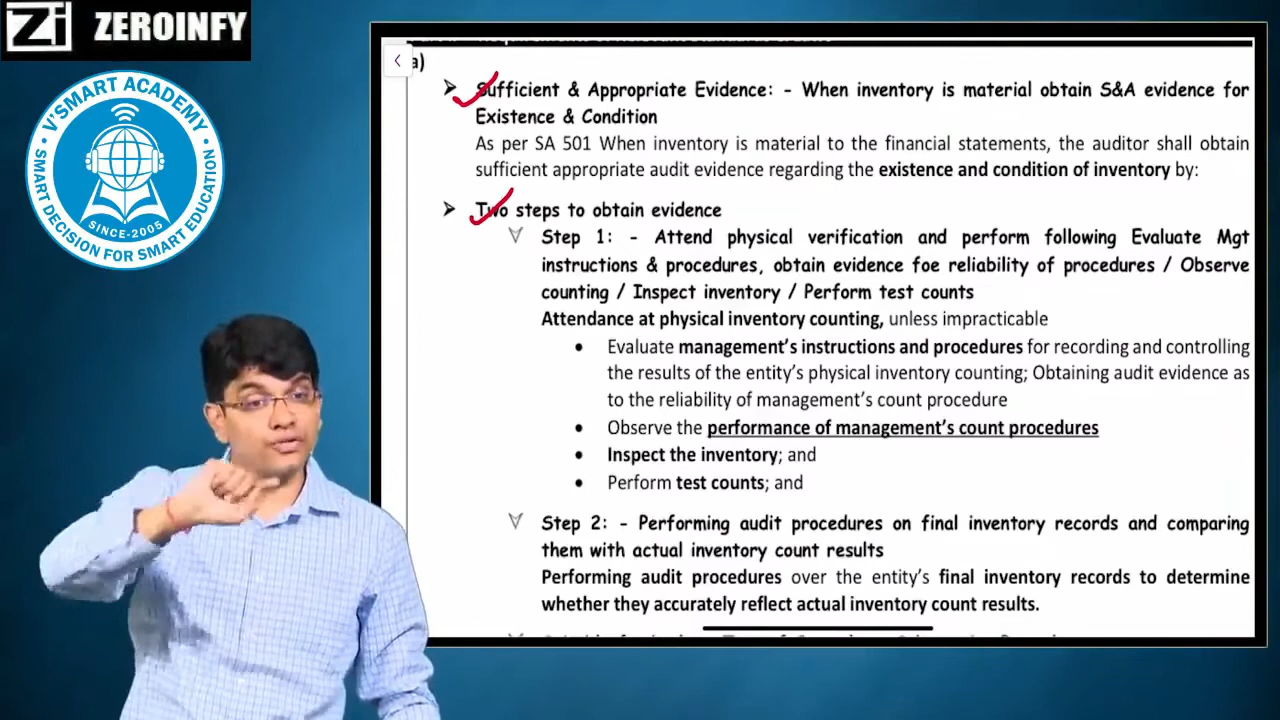 Zi ZEROINFY
V'SMART ACADEMY
SMART DECISION FOR SMART EDUCATION
SINCE-2005
a)
➢ Sufficient & Appropriate Evidence: - When inventory is material obtain S&A evidence for
Existence & Condition
As per SA 501 When inventory is material to the financial statements, the auditor shall obtain
sufficient appropriate audit evidence regarding the existence and condition of inventory by:
➢ Two steps to obtain evidence
Step 1: - Attend physical verification and perform following Evaluate Mgt
instructions & procedures, obtain evidence foe reliability of procedures / Observe
counting / Inspect inventory / Perform test counts
Attendance at physical inventory counting, unless impracticable
• Evaluate management's instructions and procedures for recording and controlling
the results of the entity's physical inventory counting; Obtaining audit evidence as
to the reliability of management's count procedure
• Observe the performance of management's count procedures
• Inspect the inventory; and
• Perform test counts; and
Step 2: - Performing audit procedures on final inventory records and comparing
them with actual inventory count results
Performing audit procedures over the entity's final inventory records to determine
whether they accurately reflect actual inventory count results.